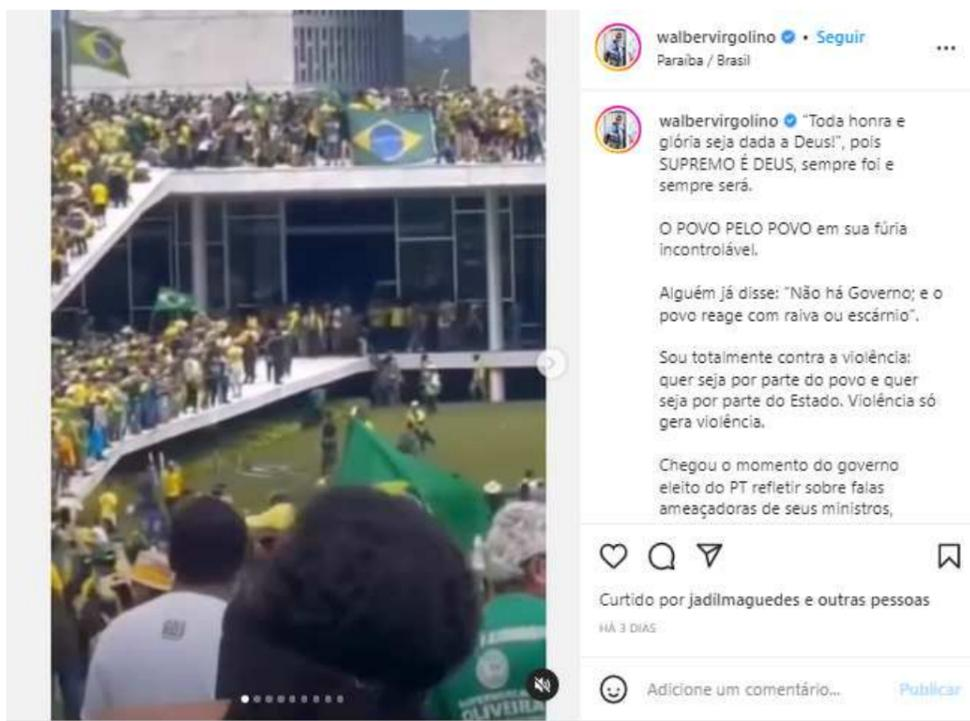 walbervirgolino • Seguir
Paraíba / Brasil
walbervirgolino "Toda honra e
glória seja dada a Deus!", pois
SUPREMO É DEUS, sempre foi e
sempre será.
O POVO PELO POVO em sua fúria
incontrolável.
Alguém já disse: "Não há Governo; e o
povo reage com raiva ou escárnio".
Sou totalmente contra a violência:
quer seja por parte do povo e quer
seja por parte do Estado. Violência só
gera violência.
Chegou o momento do governo
eleito do PT refletir sobre falas
ameaçadoras de seus ministros,
Curtido por jadilmaguedes e outras pessoas
HÁ 3 DIAS
Adicione um comentário...
Publicar
OLIVEIRA